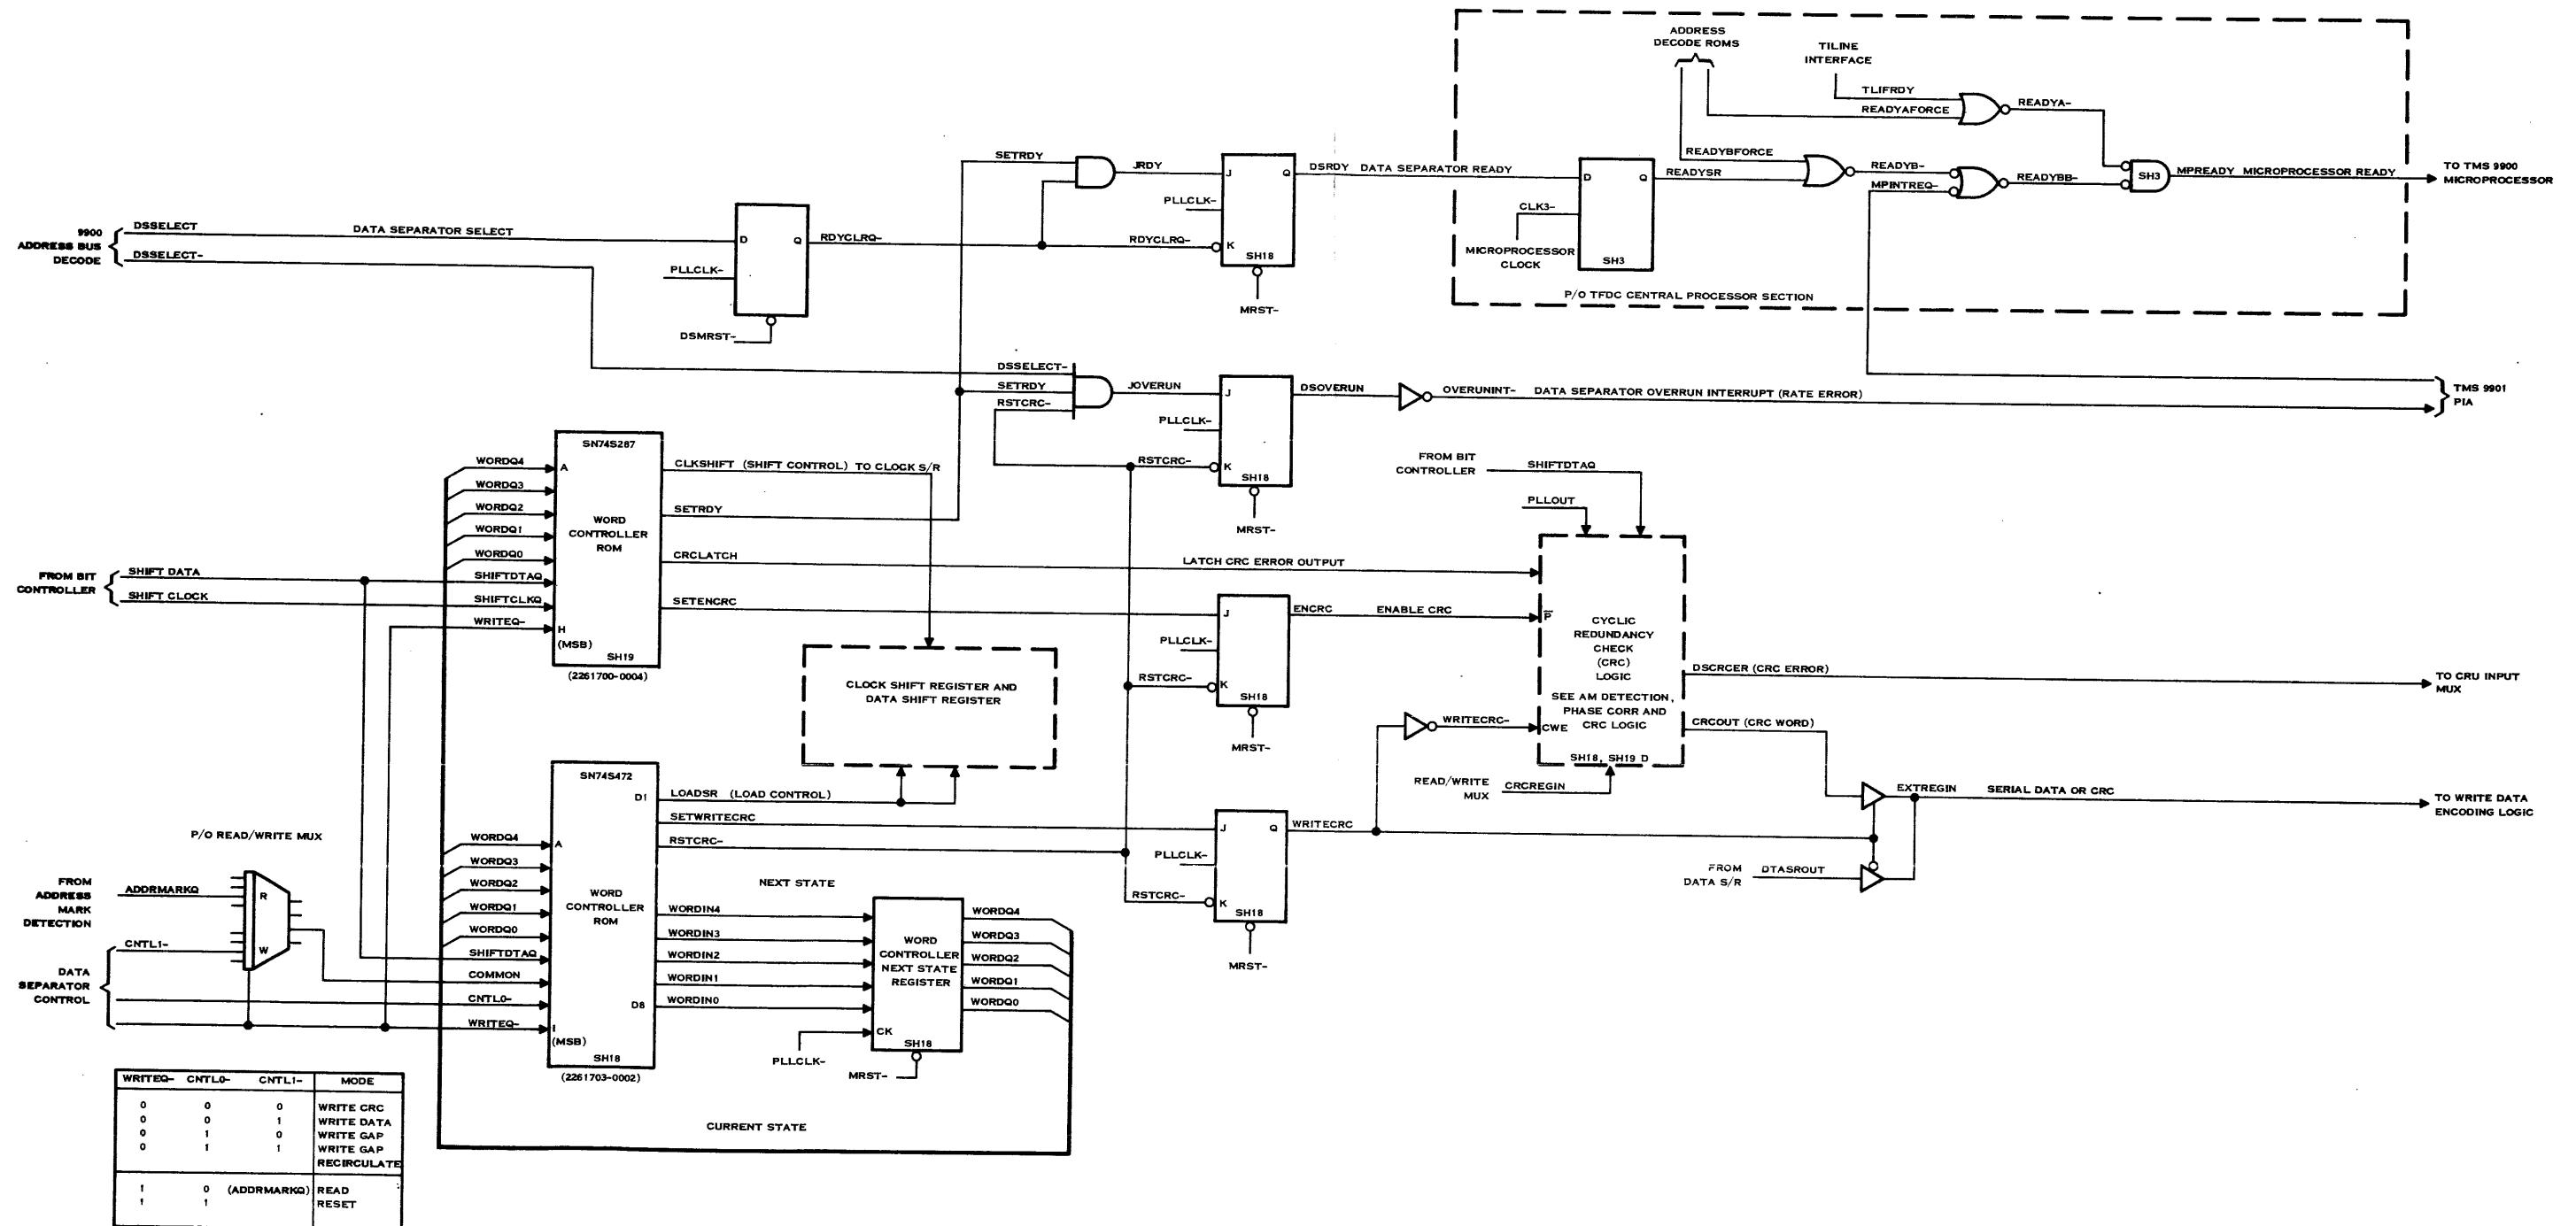 ADDRESS
DECODE ROMS
TILINE
INTERFACE
TLIFRDY
READYAFORCE
READYA-
SETRDY
JRDY
J
Q
DSRDY DATA SEPARATOR READY
READYBFORCE
D
Q
READYSR
READYB-
MPINTREQ-
READYBB-
SH3
MPREADY MICROPROCESSOR READY
TO TMS 9900
MICROPROCESSOR
PLLCLK-
CLK3-
MICROPROCESSOR
CLOCK
SH3
P/O TFDC CENTRAL PROCESSOR SECTION
9900
ADDRESS BUS
DECODE
DSSELECT
DATA SEPARATOR SELECT
DSSELECT-
D
Q
RDYCLRQ-
RDYCLRQ-
K
SH18
MRST-
PLLCLK-
DSMRST-
DSSELECT-
SETRDY
RSTCRC-
JOVERUN
J
DSOVERUN
OVERUNINT- DATA SEPARATOR OVERRUN INTERRUPT (RATE ERROR)
TMS 9901
PIA
PLLCLK-
RSTCRC-
K
SH18
MRST-
SN74S287
WORDQ4
A
WORDQ3
WORDQ2
WORDQ1
WORDQ0
WORD
CONTROLLER
ROM
CLKSHIFT (SHIFT CONTROL) TO CLOCK S/R
SETRDY
CRCLATCH
LATCH CRC ERROR OUTPUT
SETENCRC
FROM BIT
CONTROLLER
SHIFT DATA
SHIFT CLOCK
SHIFTDTAQ
SHIFTCLKQ
WRITEQ-
H
(MSB)
SH19
(2261700-0004)
FROM BIT
CONTROLLER
SHIFTDTAQ
PLLOUT
J
ENCRC
ENABLE CRC
P
PLLCLK-
RSTCRC-
K
SH18
MRST-
CYCLIC
REDUNDANCY
CHECK
(CRC)
LOGIC
SEE AM DETECTION,
PHASE CORR AND
CRC LOGIC
SH18, SH19 D
DSCRCER (CRC ERROR)
TO CRU INPUT
MUX
CRCOUT (CRC WORD)
WRITECRC-
CWE
READ/WRITE
MUX
CRCREGIN
CLOCK SHIFT REGISTER AND
DATA SHIFT REGISTER
EXTREGIN
SERIAL DATA OR CRC
TO WRITE DATA
ENCODING LOGIC
FROM
DATA S/R
DTASROUT
SN74S472
D1
LOADSR (LOAD CONTROL)
SETWRITECRC
RSTCRC-
J
Q
WRITECRC
PLLCLK-
RSTCRC-
K
SH18
MRST-
P/O READ/WRITE MUX
WORDQ4
A
WORDQ3
WORDQ2
WORDQ1
WORDQ0
WORD
CONTROLLER
ROM
NEXT STATE
WORDIN4
WORDIN3
WORDIN2
WORDIN1
WORDIN0
D8
FROM
ADDRESS
MARK
DETECTION
ADDRMARKQ
R
W
CNTL1-
DATA
SEPARATOR
CONTROL
SHIFTDTAQ
COMMON
CNTL0-
WRITEQ-
I
(MSB)
SH18
(2261703-0002)
WORD
CONTROLLER
NEXT STATE
REGISTER
CK
SH18
PLLCLK-
MRST-
WORDQ4
WORDQ3
WORDQ2
WORDQ1
WORDQ0
CURRENT STATE
WRITEQ- CNTL0- CNTL1- MODE
0 0 0 WRITE CRC
0 0 1 WRITE DATA
0 1 0 WRITE GAP
0 1 1 WRITE GAP
RECIRCULATE
1 0 (ADDRMARKQ) READ
1 1 RESET